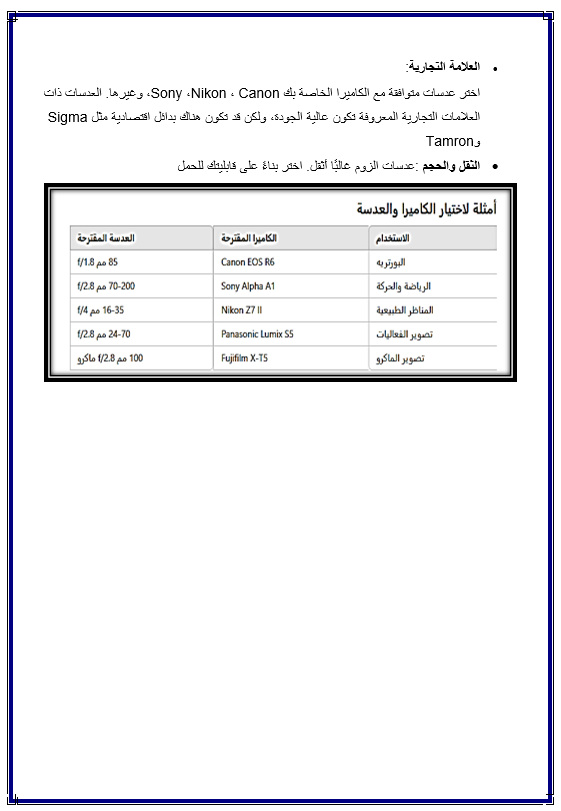 • العلامة التجارية:
اختر عدسات متوافقة مع الكاميرا الخاصة بك Canon ، Nikon، Sony، وغيرها. العدسات ذات
العلامات التجارية المعروفة تكون عالية الجودة، ولكن قد تكون هناك بدائل اقتصادية مثل Sigma
وTamron
• الثقل والحجم :عدسات الزوم غالبًا أثقل. اختر بناءً على قابليتك للحمل
أمثلة لاختيار الكاميرا والعدسة
الاستخدام الكاميرا المقترحة العدسة المقترحة
البورتريه Canon EOS R6 85 مم f/1.8
الرياضة والحركة Sony Alpha A1 70-200 مم f/2.8
المناظر الطبيعية Nikon Z7 II 16-35 مم f/4
تصوير الفعاليات Panasonic Lumix S5 24-70 مم f/2.8
تصوير الماكرو Fujifilm X-T5 100 مم f/2.8 ماكرو